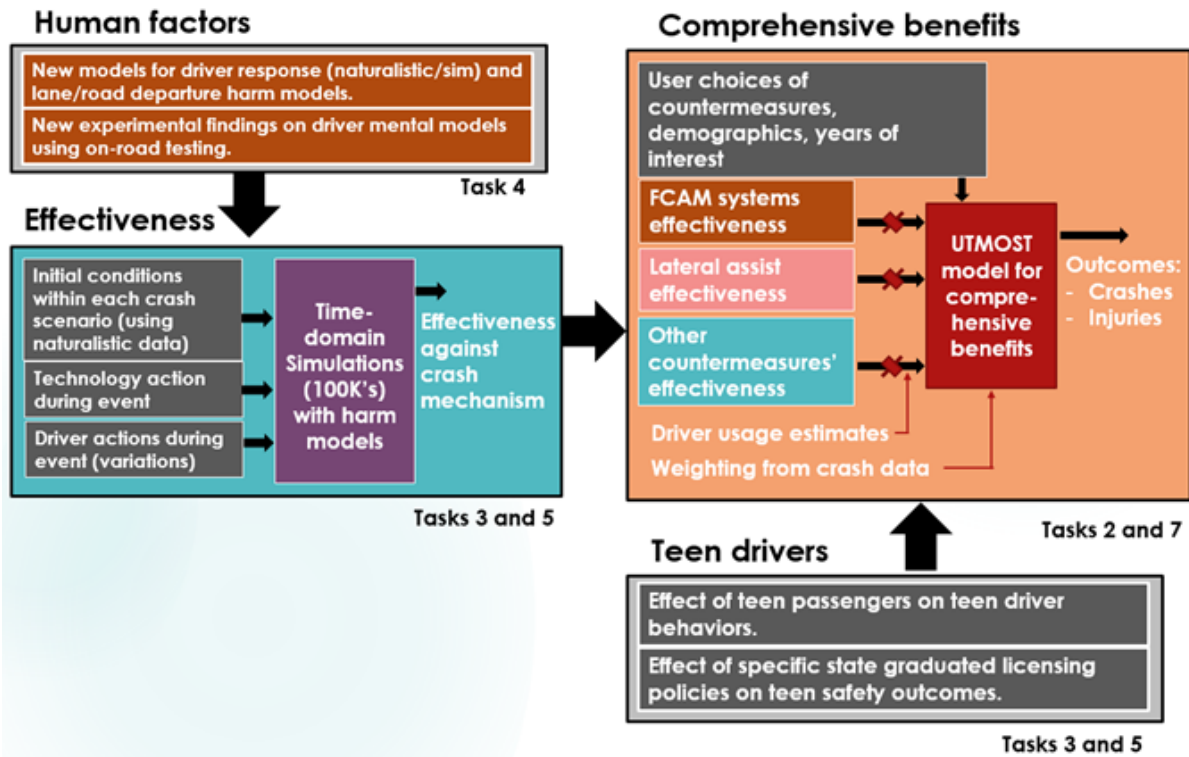 Human factors
New models for driver response (naturalistic/sim) and
lane/road departure harm models.
New experimental findings on driver mental models
using on-road testing.
Task 4
Effectiveness
Initial conditions
within each crash
scenario (using
naturalistic data)
Technology action
during event
Driver actions during
event (variations)
Time-
domain
Simulations
(100K's)
with harm
models
Effectiveness
against
crash
mechanism
Tasks 3 and 5
Comprehensive benefits
User choices of
countermeasures,
demographics, years of
interest
FCAM systems
effectiveness
Lateral assist
effectiveness
Other
countermeasures'
effectiveness
Driver usage estimates
Weighting from crash data
UTMOST
model for
compre-
hensive
benefits
Outcomes:
- Crashes
- Injuries
Tasks 2 and 7
Teen drivers
Effect of teen passengers on teen driver
behaviors.
Effect of specific state graduated licensing
policies on teen safety outcomes.
Tasks 3 and 5